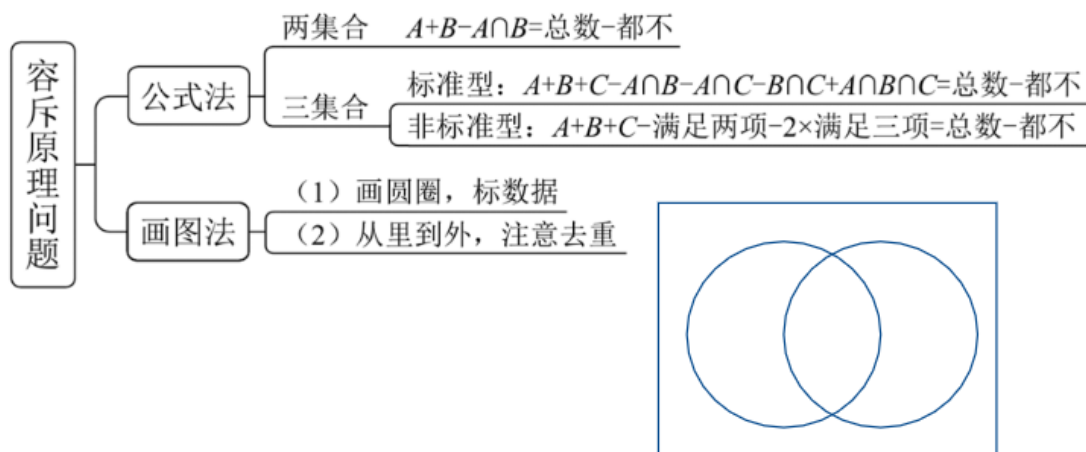 容斥原理问题
公式法
两集合 A+B−A∩B=总数−都不
三集合
标准型：A+B+C−A∩B−A∩C−B∩C+A∩B∩C=总数−都不
非标准型：A+B+C−满足两项−2×满足三项=总数−都不
画图法
（1）画圆圈，标数据
（2）从里到外，注意去重